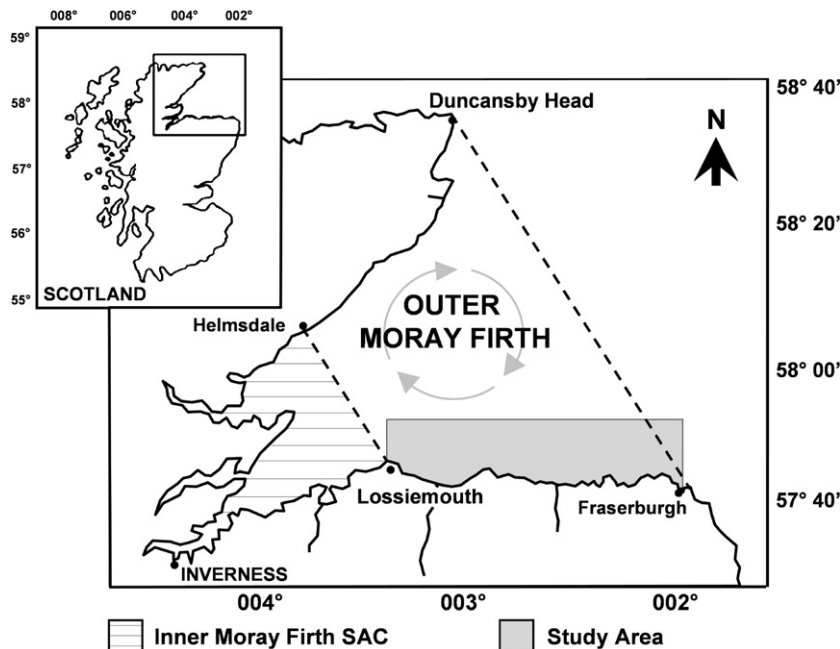 008° 006° 004° 002°
59°
58°
57°
56°
55°
SCOTLAND
Duncansby Head
N
58° 40’
58° 20’
58° 00’
57° 40’
Helmsdale
OUTER
MORAY FIRTH
Lossiemouth
Fraserburgh
INVERNESS
004° 003° 002°
Inner Moray Firth SAC
Study Area